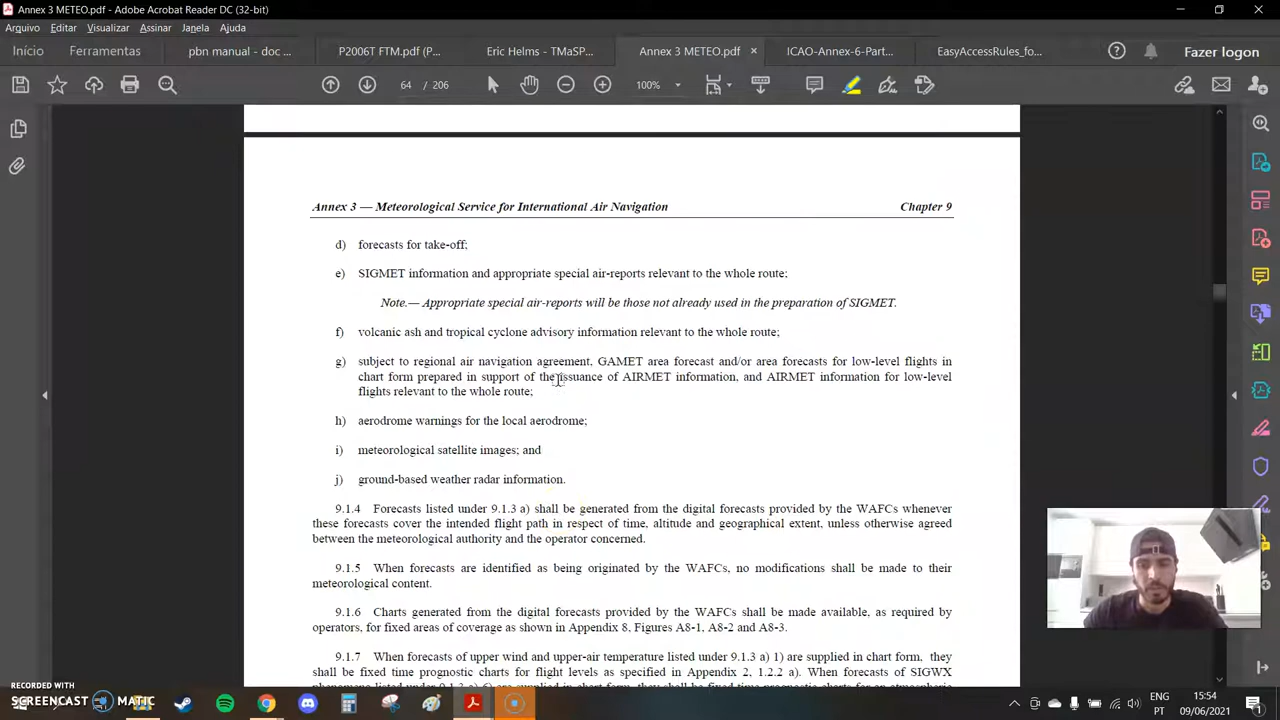 Annex 3 METEO.pdf - Adobe Acrobat Reader DC (32-bit)
Arquivo Editar Visualizar Assinar Janela Ajuda
Início Ferramentas pbn manual - doc ... P2006T FTM.pdf (P... Eric Helms - TMaSP... Annex 3 METEO.pdf × ICAO-Annex-6-Part... EasyAccessRules_fo... Fazer logon
64 / 206 100%
Annex 3 — Meteorological Service for International Air Navigation Chapter 9
d) forecasts for take-off;
e) SIGMET information and appropriate special air-reports relevant to the whole route;
Note.— Appropriate special air-reports will be those not already used in the preparation of SIGMET.
f) volcanic ash and tropical cyclone advisory information relevant to the whole route;
g) subject to regional air navigation agreement, GAMET area forecast and/or area forecasts for low-level flights in
chart form prepared in support of the issuance of AIRMET information, and AIRMET information for low-level
flights relevant to the whole route;
h) aerodrome warnings for the local aerodrome;
i) meteorological satellite images; and
j) ground-based weather radar information.
9.1.4 Forecasts listed under 9.1.3 a) shall be generated from the digital forecasts provided by the WAFCs whenever
these forecasts cover the intended flight path in respect of time, altitude and geographical extent, unless otherwise agreed
between the meteorological authority and the operator concerned.
9.1.5 When forecasts are identified as being originated by the WAFCs, no modifications shall be made to their
meteorological content.
9.1.6 Charts generated from the digital forecasts provided by the WAFCs shall be made available, as required by
operators, for fixed areas of coverage as shown in Appendix 8, Figures A8-1, A8-2 and A8-3.
9.1.7 When forecasts of upper wind and upper-air temperature listed under 9.1.3 a) 1) are supplied in chart form, they
shall be fixed time prognostic charts for flight levels as specified in Appendix 2, 1.2.2 a). When forecasts of SIGWX
RECORDED WITH
SCREENCAST MATIC
ENG
PT
15:54
09/06/2021